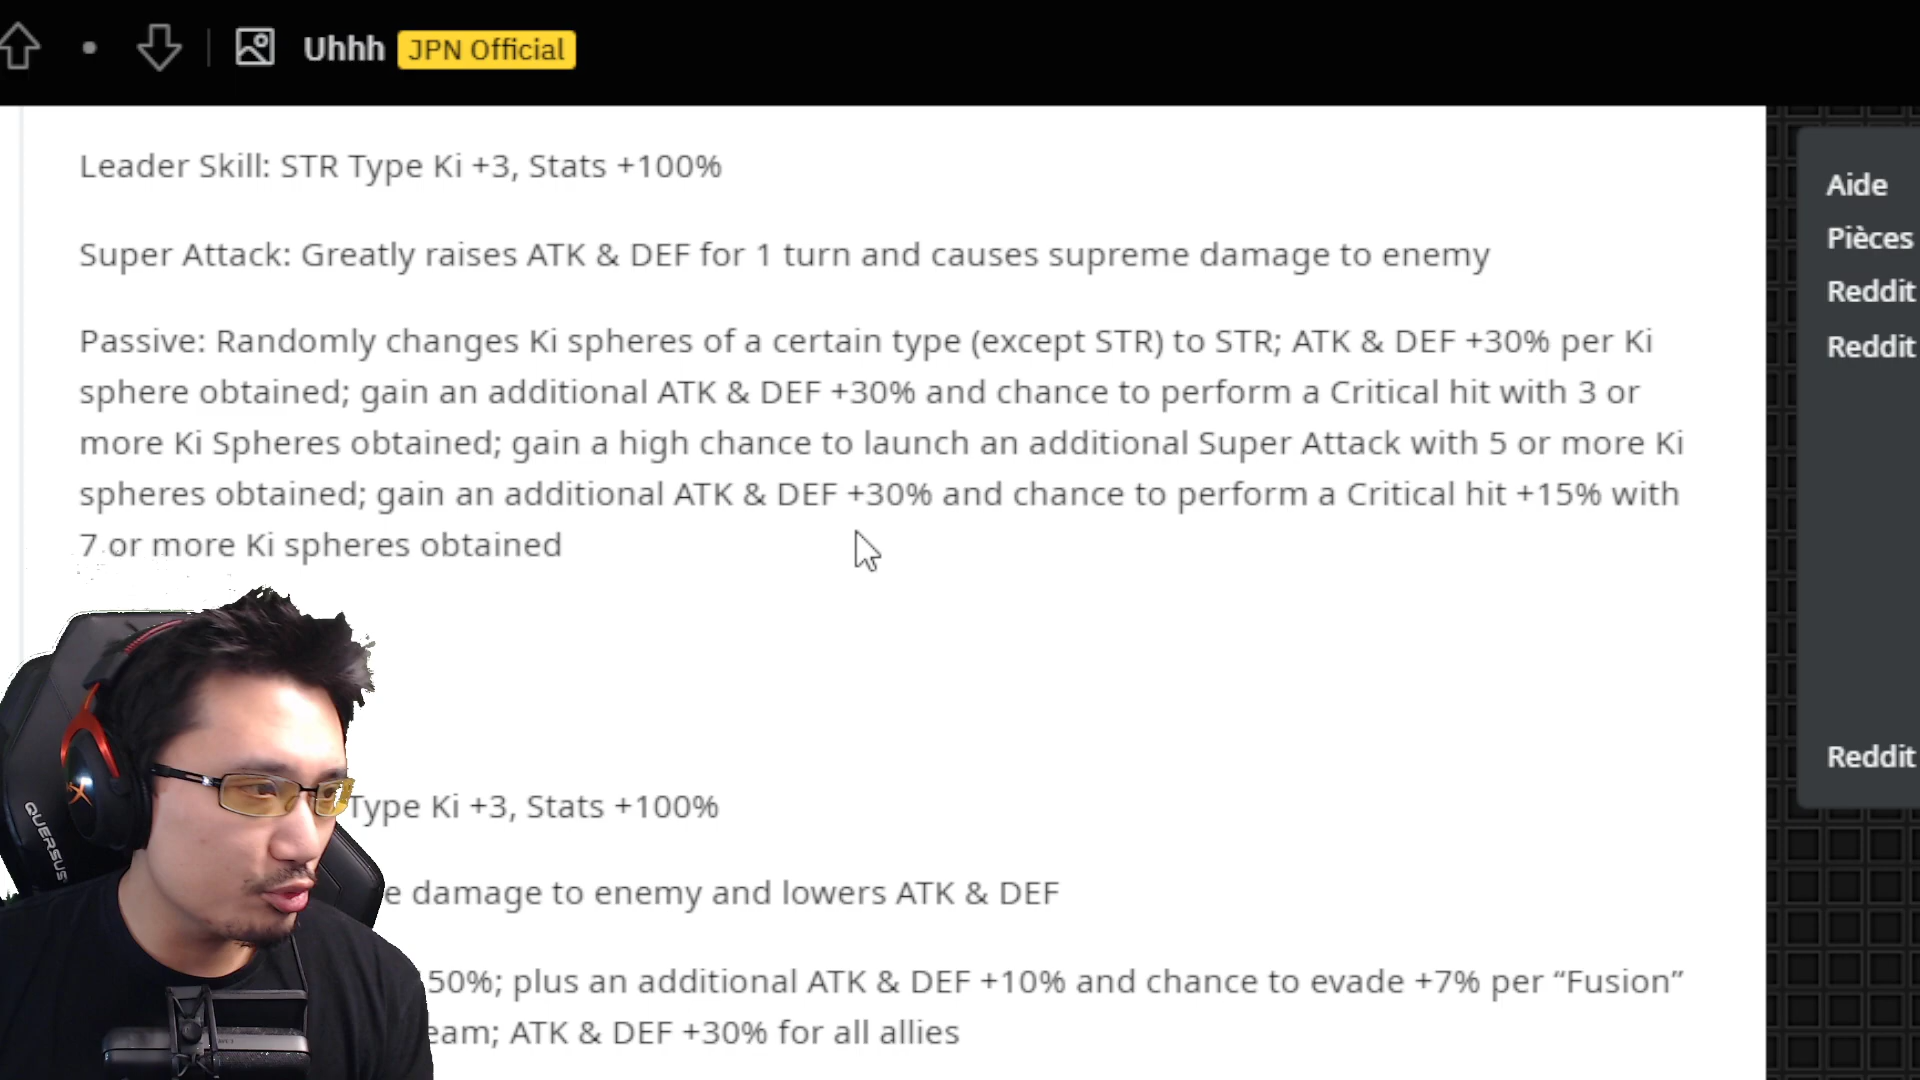 Uhhh JPN Official
Leader Skill: STR Type Ki +3, Stats +100%
Super Attack: Greatly raises ATK & DEF for 1 turn and causes supreme damage to enemy
Passive: Randomly changes Ki spheres of a certain type (except STR) to STR; ATK & DEF +30% per Ki
sphere obtained; gain an additional ATK & DEF +30% and chance to perform a Critical hit with 3 or
more Ki Spheres obtained; gain a high chance to launch an additional Super Attack with 5 or more Ki
spheres obtained; gain an additional ATK & DEF +30% and chance to perform a Critical hit +15% with
7 or more Ki spheres obtained
Type Ki +3, Stats +100%
damage to enemy and lowers ATK & DEF
50%; plus an additional ATK & DEF +10% and chance to evade +7% per “Fusion”
ATK & DEF +30% for all allies
Aide
Pièces
Reddit
Reddit
Reddit
QUERSUS